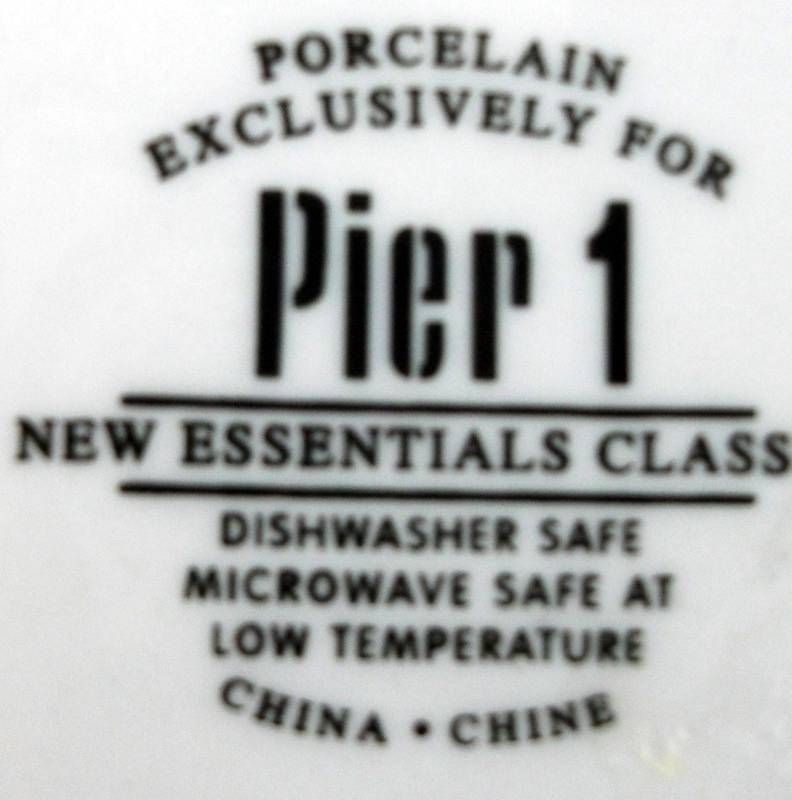 PORCELAIN
EXCLUSIVELY FOR
Pier 1
NEW ESSENTIALS CLASS
DISHWASHER SAFE
MICROWAVE SAFE AT
LOW TEMPERATURE
CHINA • CHINE